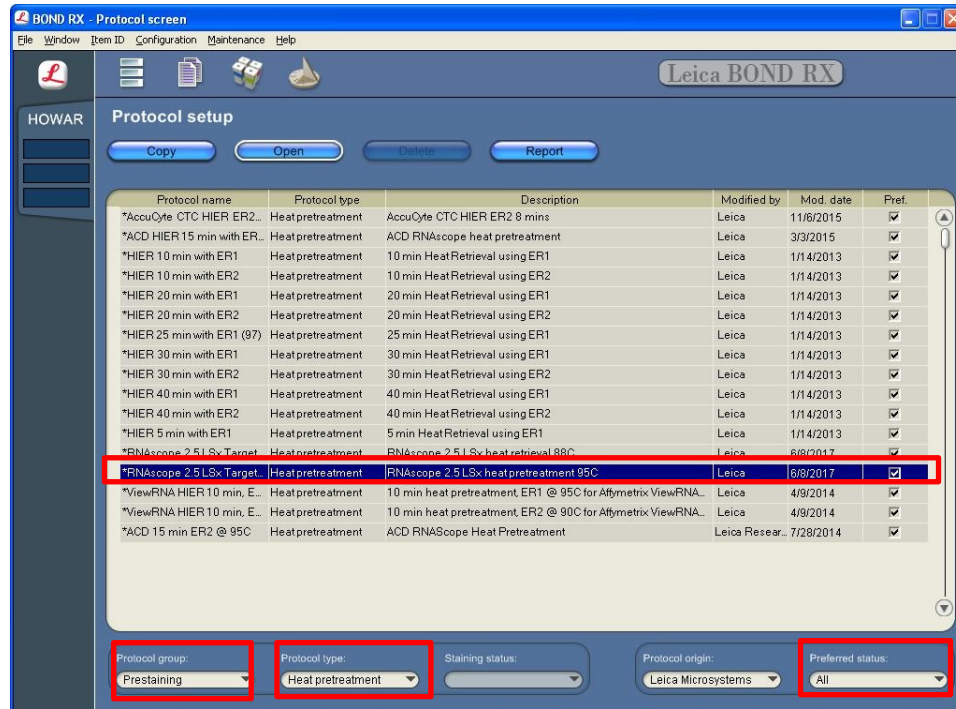 BOND RX - Protocol screen
File Window Item ID Configuration Maintenance Help
Leica BOND RX
HOWAR
Protocol setup
Copy Open Delete Report
Protocol name Protocol type Description Modified by Mod. date Pref.
*AccuCyte CTC HIER ER2... Heat pretreatment AccuCyte CTC HIER ER2 8 mins Leica 11/6/2015
*ACD HIER 15 min with ER... Heat pretreatment ACD RNAscope heat pretreatment Leica 3/3/2015
*HIER 10 min with ER1 Heat pretreatment 10 min Heat Retrieval using ER1 Leica 1/14/2013
*HIER 10 min with ER2 Heat pretreatment 10 min Heat Retrieval using ER2 Leica 1/14/2013
*HIER 20 min with ER1 Heat pretreatment 20 min Heat Retrieval using ER1 Leica 1/14/2013
*HIER 20 min with ER2 Heat pretreatment 20 min Heat Retrieval using ER2 Leica 1/14/2013
*HIER 25 min with ER1 (97) Heat pretreatment 25 min Heat Retrieval using ER1 Leica 1/14/2013
*HIER 30 min with ER1 Heat pretreatment 30 min Heat Retrieval using ER1 Leica 1/14/2013
*HIER 30 min with ER2 Heat pretreatment 30 min Heat Retrieval using ER2 Leica 1/14/2013
*HIER 40 min with ER1 Heat pretreatment 40 min Heat Retrieval using ER1 Leica 1/14/2013
*HIER 40 min with ER2 Heat pretreatment 40 min Heat Retrieval using ER2 Leica 1/14/2013
*HIER 5 min with ER1 Heat pretreatment 5 min Heat Retrieval using ER1 Leica 1/14/2013
*RNAscope 2.5 LSx Target... Heat pretreatment RNAscope 2.5 LSx heat retrieval 88C Leica 6/8/2017
*RNAscope 2.5 LSx Target... Heat pretreatment RNAscope 2.5 LSx heat pretreatment 95C Leica 6/8/2017
*ViewRNA HIER 10 min, E... Heat pretreatment 10 min heat pretreatment, ER1 @ 95C for Affymetrix ViewRNA... Leica 4/9/2014
*ViewRNA HIER 10 min, E... Heat pretreatment 10 min heat pretreatment, ER2 @ 90C for Affymetrix ViewRNA... Leica 4/9/2014
*ACD 15 min ER2 @ 95C Heat pretreatment ACD RNAScope Heat Pretreatment Leica Resear... 7/28/2014
Protocol group: Protocol type: Staining status: Protocol origin: Preferred status:
Prestaining Heat pretreatment Leica Microsystems All